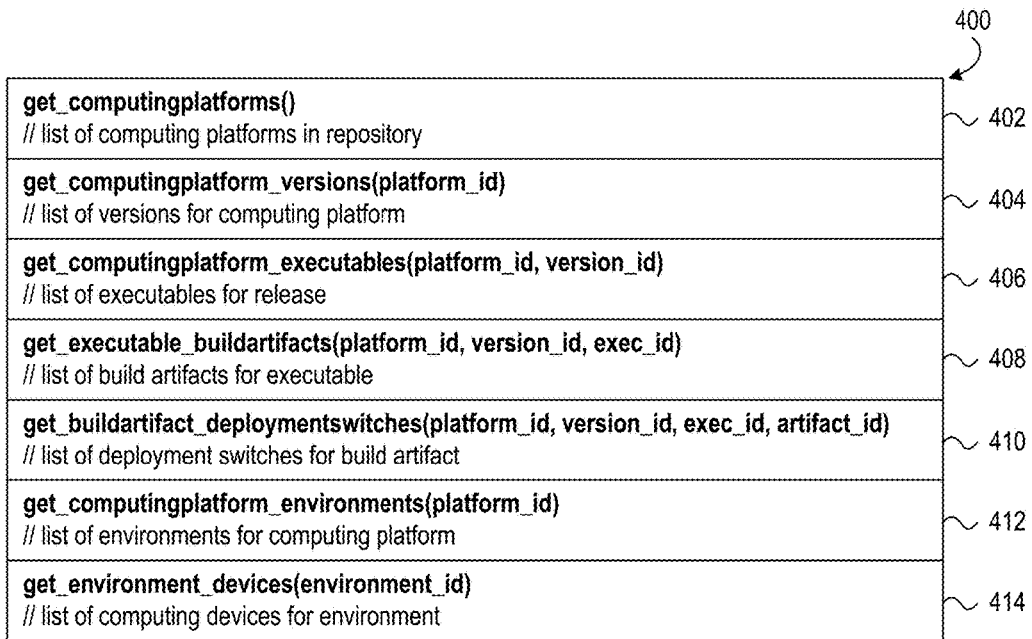 400
get_computingplatforms()
// list of computing platforms in repository
402
get_computingplatform_versions(platform_id)
// list of versions for computing platform
404
get_computingplatform_executables(platform_id, version_id)
// list of executables for release
406
get_executable_buildartifacts(platform_id, version_id, exec_id)
// list of build artifacts for executable
408
get_buildartifact_deploymentswitches(platform_id, version_id, exec_id, artifact_id)
// list of deployment switches for build artifact
410
get_computingplatform_environments(platform_id)
// list of environments for computing platform
412
get_environment_devices(environment_id)
// list of computing devices for environment
414